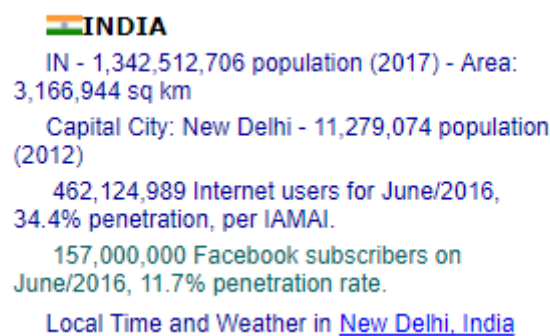 INDIA
IN - 1,342,512,706 population (2017) - Area:
3,166,944 sq km
Capital City: New Delhi - 11,279,074 population
(2012)
462,124,989 Internet users for June/2016,
34.4% penetration, per IAMAI.
157,000,000 Facebook subscribers on
June/2016, 11.7% penetration rate.
Local Time and Weather in New Delhi, India